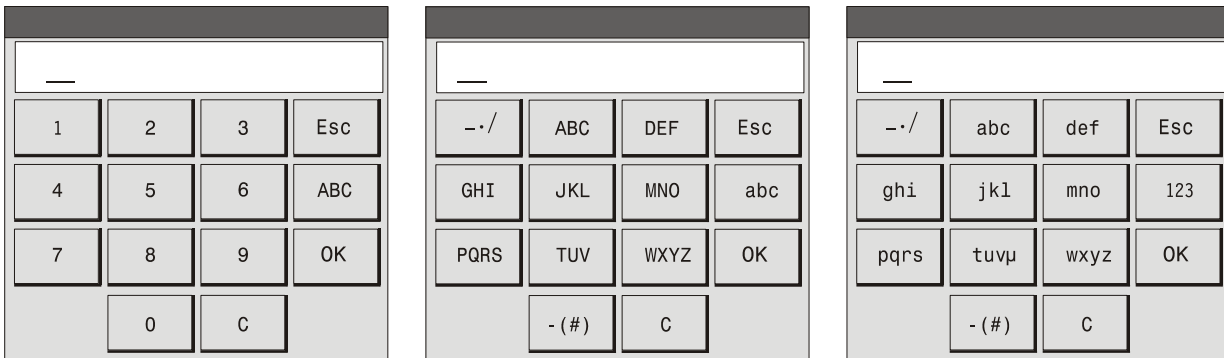 1 2 3 Esc
4 5 6 ABC
7 8 9 OK
0 C
–·/ ABC DEF Esc
GHI JKL MNO abc
PQRS TUV WXYZ OK
-(#) C
–·/ abc def Esc
ghi jkl mno 123
pqrs tuvµ wxyz OK
-(#) C